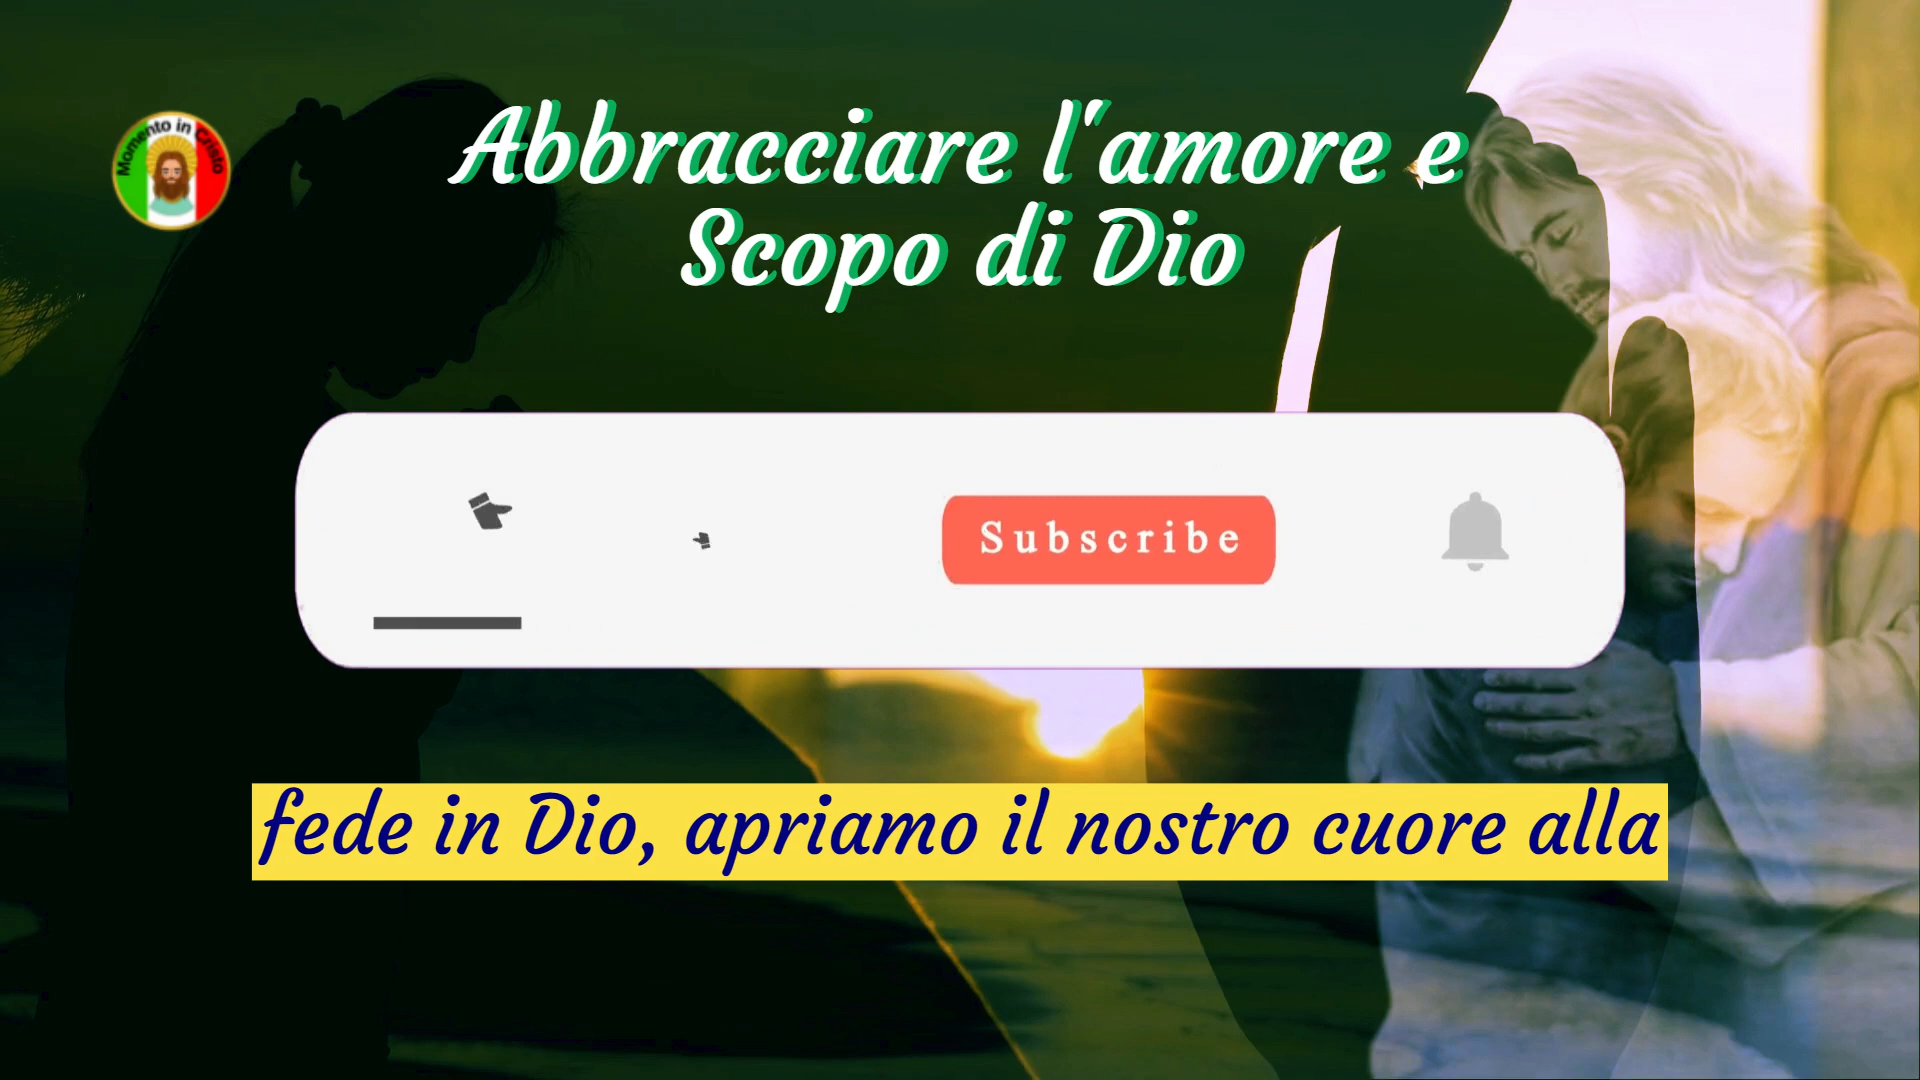 Momento in Cristo
Abbracciare l'amore e
Scopo di Dio
Subscribe
fede in Dio, apriamo il nostro cuore alla